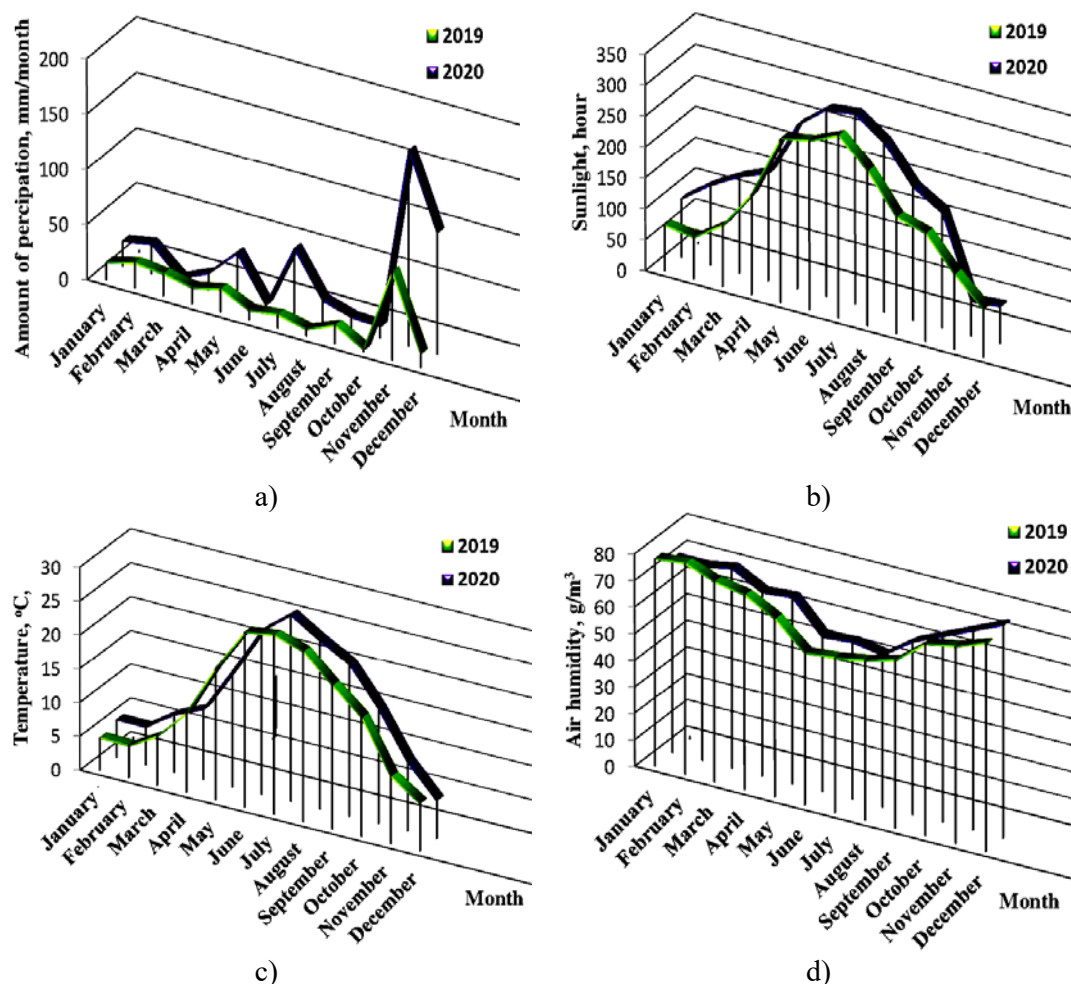 Amount of percipation, mm/month
200
150
100
50
0
2019
2020
January
February
March
April
May
June
July
August
September
October
November
December
Month
a)
Sunlight, hour
350
300
250
200
150
100
50
0
2019
2020
January
February
March
April
May
June
July
August
September
October
November
December
Month
b)
Temperature, ºC,
30
25
20
15
10
5
0
2019
2020
January
February
March
April
May
June
July
August
September
October
November
December
Month
c)
Air humidity, g/m³
80
70
60
50
40
30
20
10
0
2019
2020
January
February
March
April
May
June
July
August
September
October
November
December
Month
d)